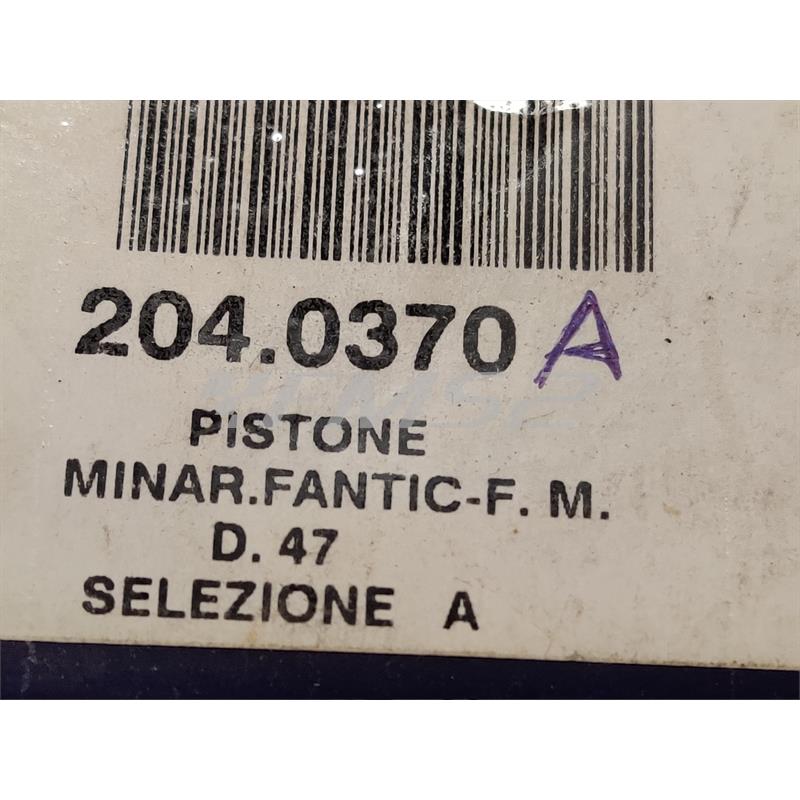 204.0370 A
PISTONE
MINAR.FANTIC-F. M.
D. 47
SELEZIONE A